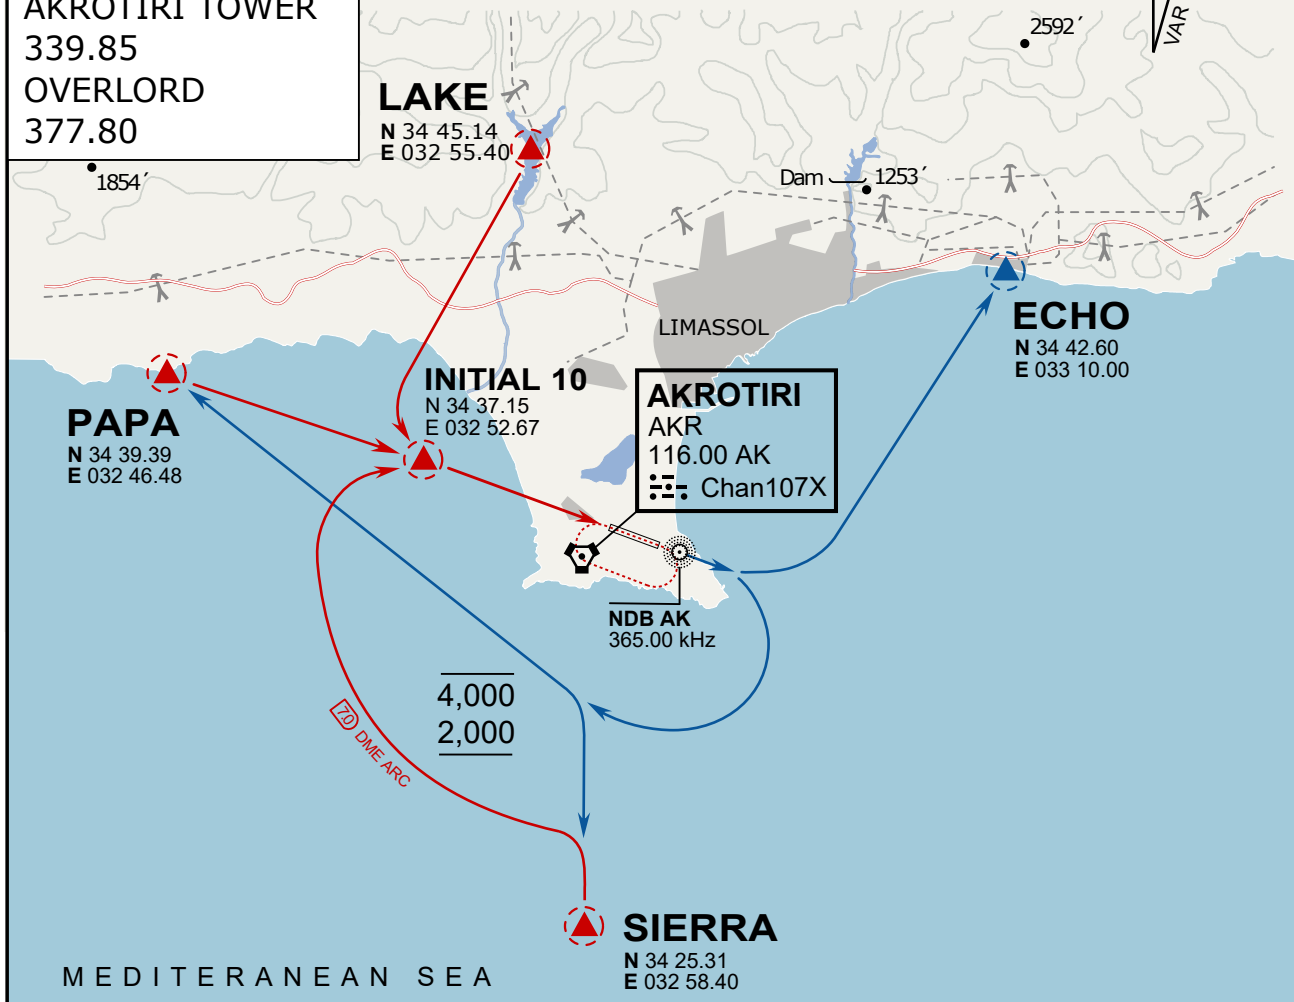 AKROTIRI TOWER
339.85
OVERLORD
377.80
2592´
VAR
LAKE
N 34 45.14
E 032 55.40
1854´
Dam
1253´
LIMASSOL
ECHO
N 34 42.60
E 033 10.00
INITIAL 10
N 34 37.15
E 032 52.67
AKROTIRI
AKR
116.00 AK
Chan107X
PAPA
N 34 39.39
E 032 46.48
NDB AK
365.00 kHz
4,000
2,000
70 DME ARC
SIERRA
N 34 25.31
E 032 58.40
MEDITERANEAN SEA